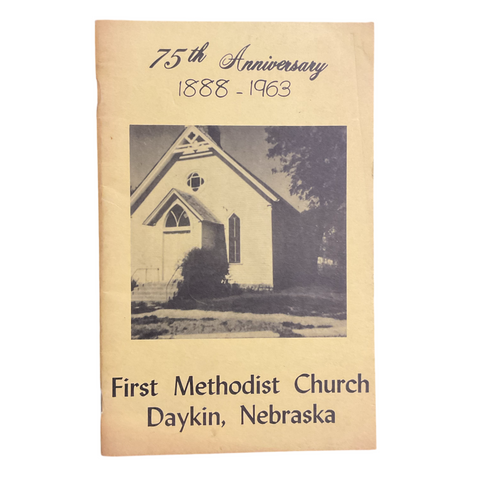 75th Anniversary
1888 - 1963
First Methodist Church
Daykin, Nebraska